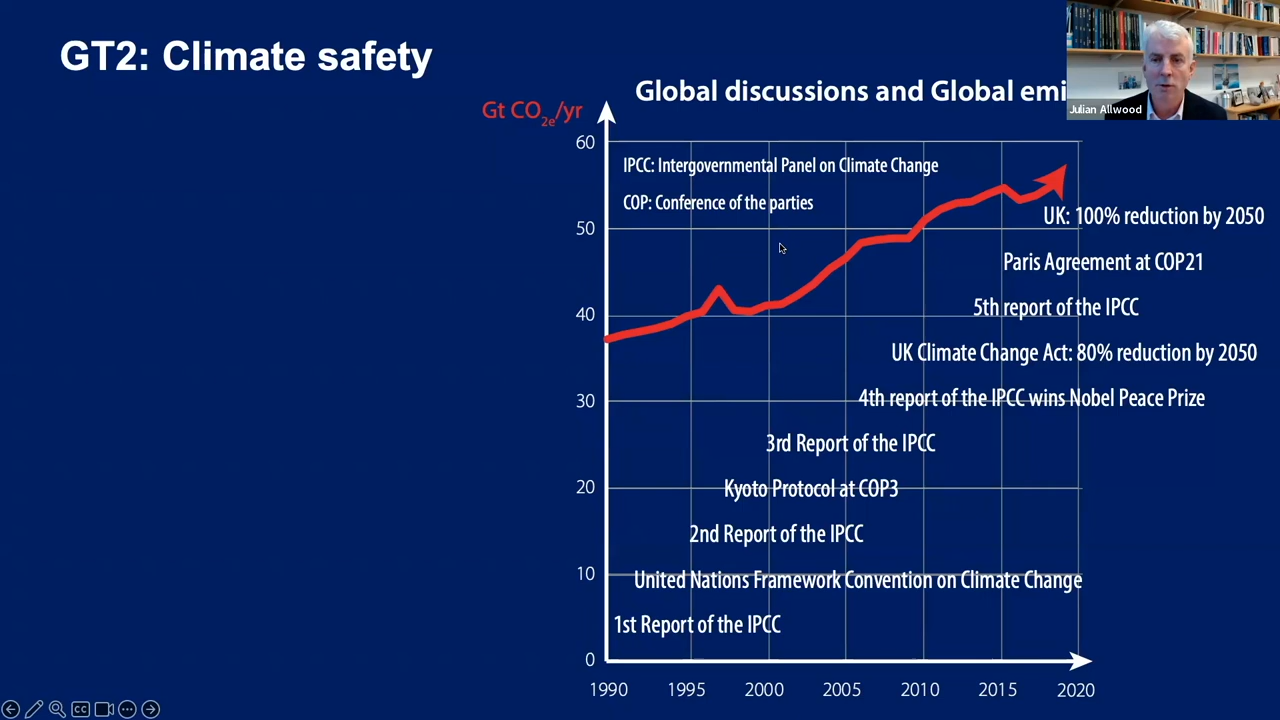 GT2: Climate safety
Global discussions and Global emi
Julian Allwood
Gt CO2e/yr
60
IPCC: Intergovernmental Panel on Climate Change
COP: Conference of the parties
UK: 100% reduction by 2050
50
Paris Agreement at COP21
5th report of the IPCC
40
UK Climate Change Act: 80% reduction by 2050
4th report of the IPCC wins Nobel Peace Prize
30
3rd Report of the IPCC
Kyoto Protocol at COP3
20
2nd Report of the IPCC
United Nations Framework Convention on Climate Change
10
1st Report of the IPCC
0
1990 1995 2000 2005 2010 2015 2020
CC